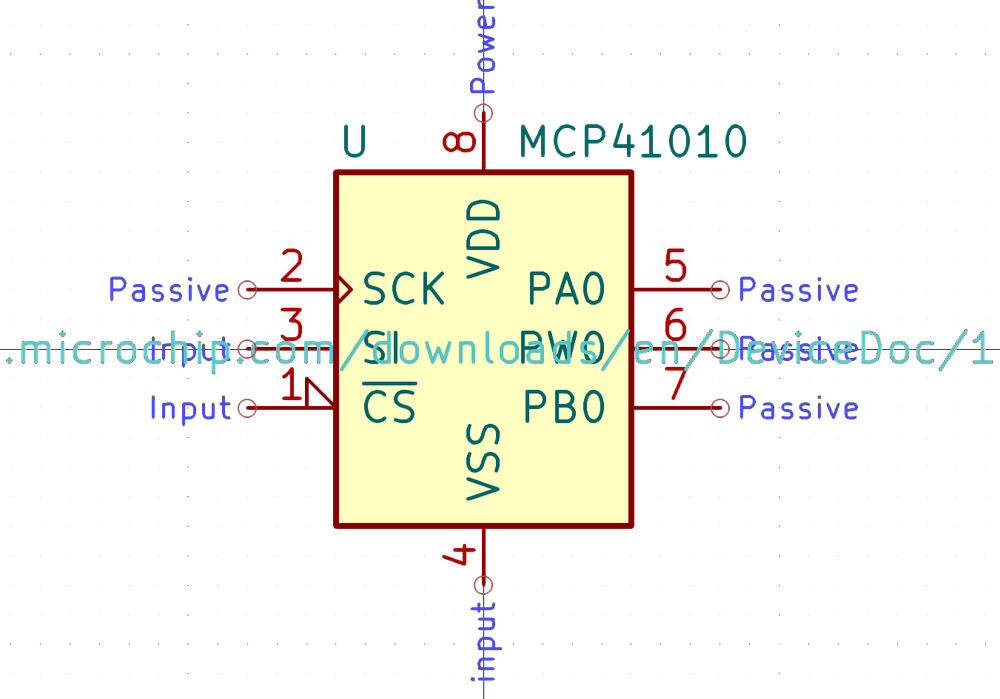 Power
U
8
MCP41010
VDD
Passive
2
SCK
PA0
5
Passive
Input
3
SI
PW0
6
Passive
.microchip.com/downloads/en/DeviceDoc/1
Input
1
CS
PB0
7
Passive
VSS
4
input